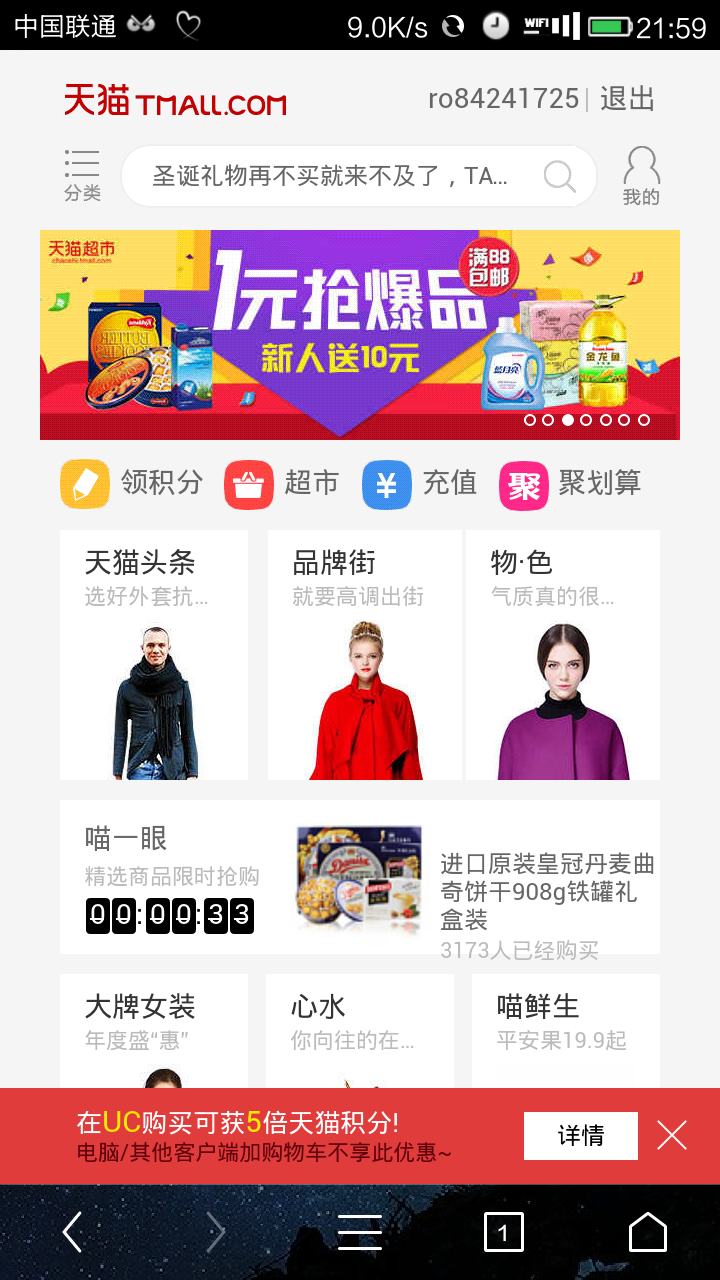 中国联通 9.0K/s WIFI 21:59
天猫 TMALL.COM ro84241725 | 退出
分类 圣诞礼物再不买就来不及了，TA... 我的
天猫超市
chaoshi.tmall.com
1元抢爆品
满88
包邮
新人送10元
蓝月亮
金龙鱼
领积分 超市 ¥ 充值 聚 聚划算
天猫头条 品牌街 物·色
选好外套抗... 就要高调出街 气质真的很...
喵一眼
精选商品限时抢购
00:00:33
Danisa
进口原装皇冠丹麦曲
奇饼干908g铁罐礼
盒装
3173人已经购买
大牌女装 心水 喵鲜生
年度盛“惠” 你向往的在... 平安果19.9起
在UC购买可获5倍天猫积分!
电脑/其他客户端加购物车不享此优惠~
详情
1